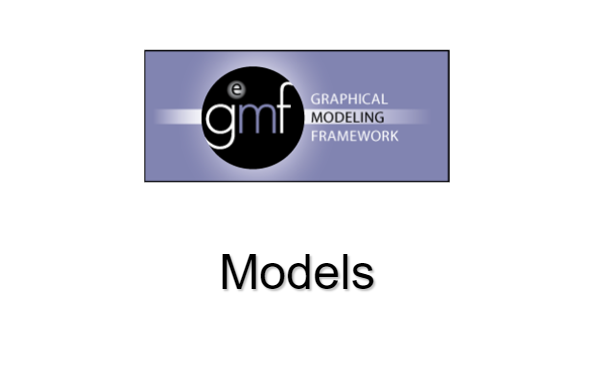 e
gmf
GRAPHICAL
MODELING
FRAMEWORK
Models